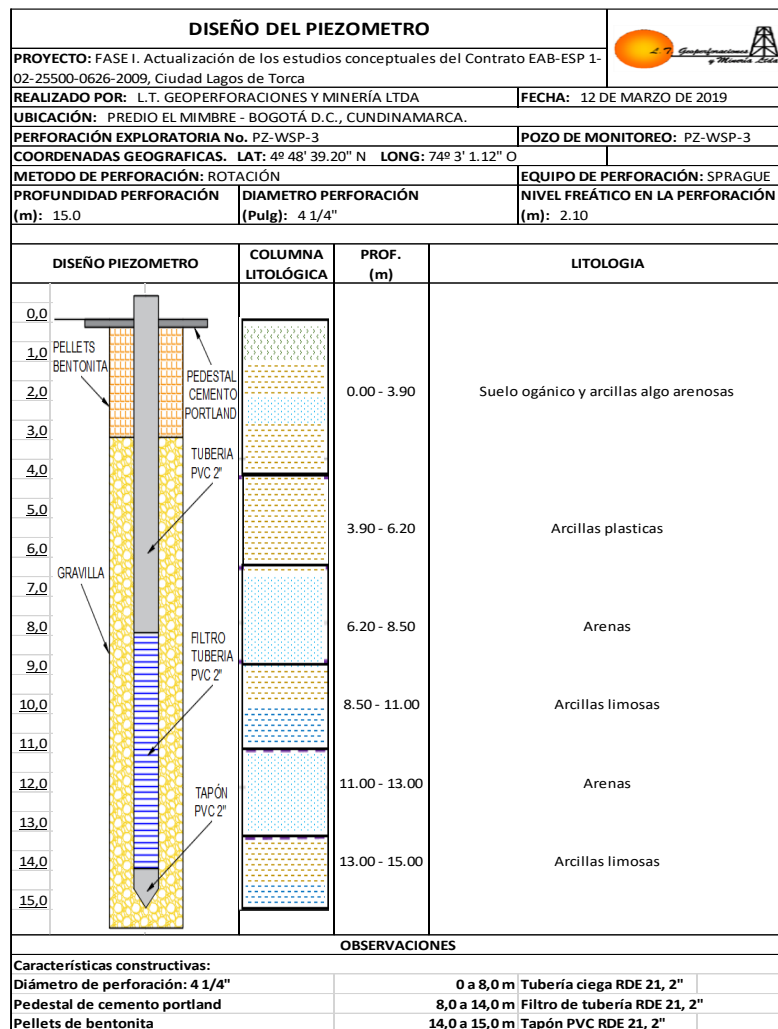 DISEÑO DEL PIEZOMETRO
L.T. Geoperforaciones
y Minería Ltda
PROYECTO: FASE I. Actualización de los estudios conceptuales del Contrato EAB-ESP 1-
02-25500-0626-2009, Ciudad Lagos de Torca
REALIZADO POR: L.T. GEOPERFORACIONES Y MINERÍA LTDA
FECHA: 12 DE MARZO DE 2019
UBICACIÓN: PREDIO EL MIMBRE - BOGOTÁ D.C., CUNDINAMARCA.
PERFORACIÓN EXPLORATORIA No. PZ-WSP-3
POZO DE MONITOREO: PZ-WSP-3
COORDENADAS GEOGRAFICAS. LAT: 4º 48' 39.20" N LONG: 74º 3' 1.12" O
METODO DE PERFORACIÓN: ROTACIÓN
EQUIPO DE PERFORACIÓN: SPRAGUE
PROFUNDIDAD PERFORACIÓN
(m): 15.0
DIAMETRO PERFORACIÓN
(Pulg): 4 1/4"
NIVEL FREÁTICO EN LA PERFORACIÓN
(m): 2.10
DISEÑO PIEZOMETRO
COLUMNA
LITOLÓGICA
PROF.
(m)
LITOLOGIA
0,0
1,0
2,0
3,0
4,0
5,0
6,0
7,0
8,0
9,0
10,0
11,0
12,0
13,0
14,0
15,0
PELLETS
BENTONITA
PEDESTAL
CEMENTO
PORTLAND
TUBERIA
PVC 2"
GRAVILLA
FILTRO
TUBERIA
PVC 2"
TAPÓN
PVC 2"
0.00 - 3.90
Suelo ogánico y arcillas algo arenosas
3.90 - 6.20
Arcillas plasticas
6.20 - 8.50
Arenas
8.50 - 11.00
Arcillas limosas
11.00 - 13.00
Arenas
13.00 - 15.00
Arcillas limosas
OBSERVACIONES
Características constructivas:
Diámetro de perforación: 4 1/4"
0 a 8,0 m Tubería ciega RDE 21, 2"
Pedestal de cemento portland
8,0 a 14,0 m Filtro de tubería RDE 21, 2"
Pellets de bentonita
14,0 a 15,0 m Tapón PVC RDE 21, 2"